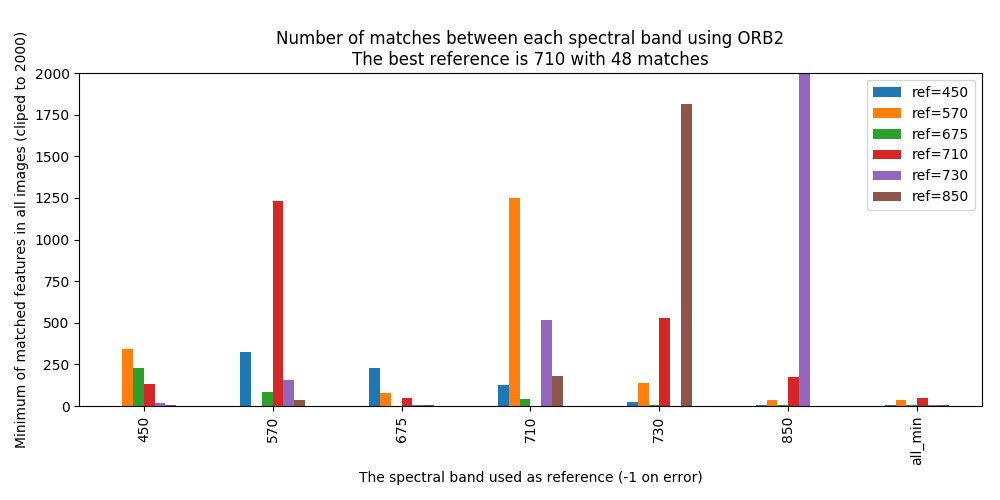 Number of matches between each spectral band using ORB2
The best reference is 710 with 48 matches
Minimum of matched features in all images (cliped to 2000)
2000
1750
1500
1250
1000
750
500
250
0
ref=450
ref=570
ref=675
ref=710
ref=730
ref=850
450
570
675
710
730
850
all_min
The spectral band used as reference (-1 on error)